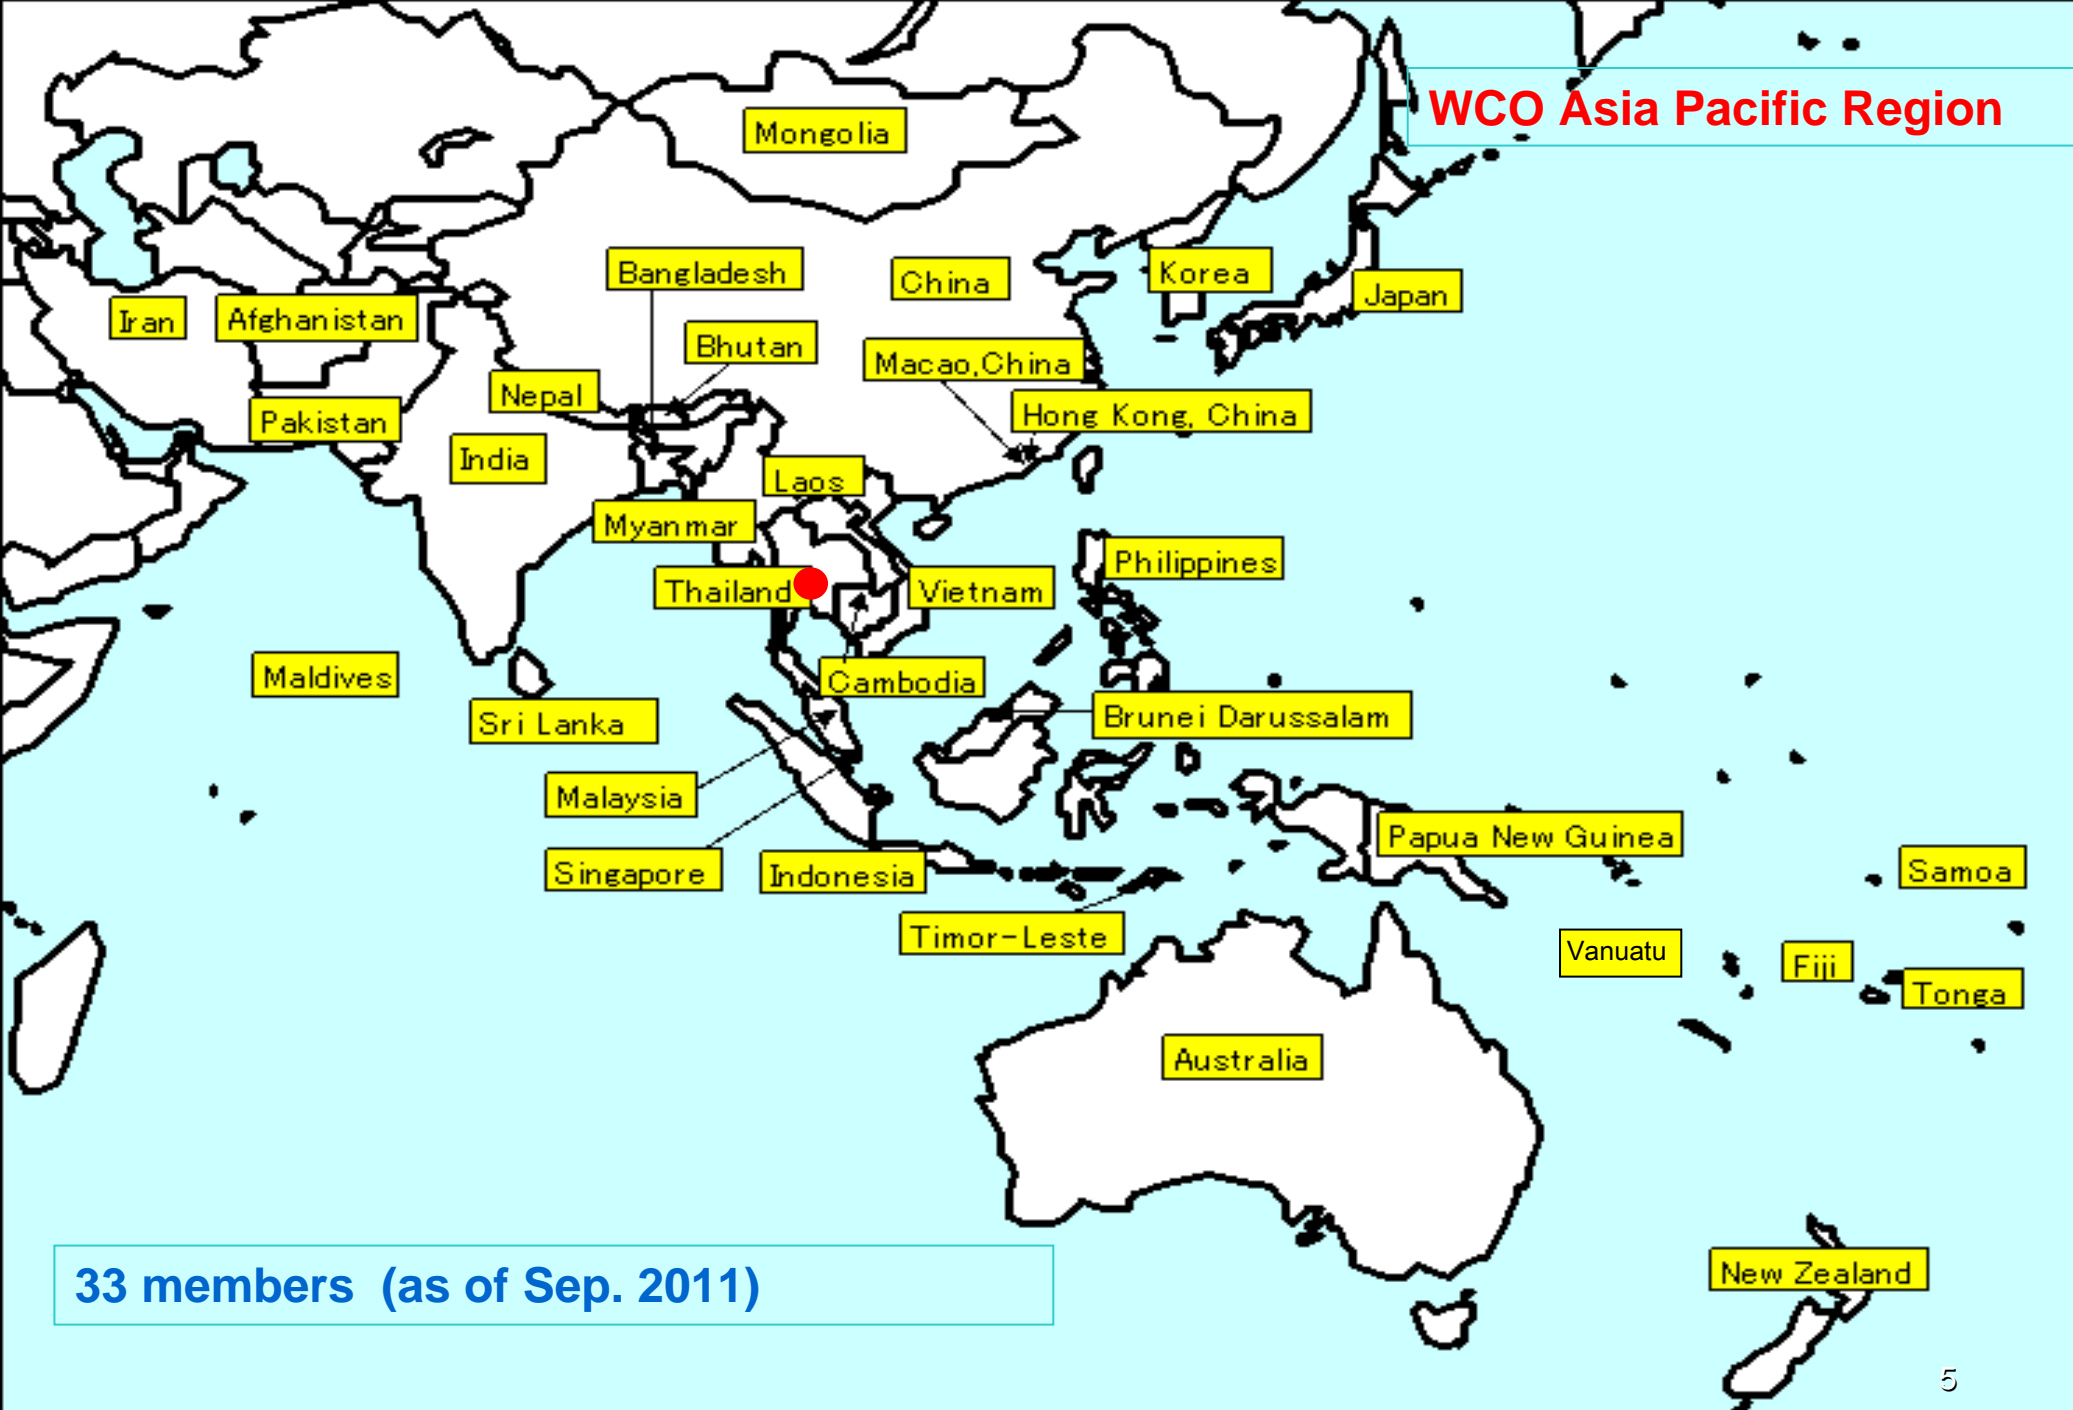 WCO Asia Pacific Region
Mongolia
Bangladesh
China
Korea
Japan
Iran
Afghanistan
Bhutan
Macao,China
Nepal
Hong Kong, China
Pakistan
India
Laos
Myanmar
Philippines
Thailand
Vietnam
Maldives
Cambodia
Sri Lanka
Brunei Darussalam
Malaysia
Papua New Guinea
Singapore
Indonesia
Samoa
Timor-Leste
Vanuatu
Fiji
Tonga
Australia
New Zealand
33 members (as of Sep. 2011)
5